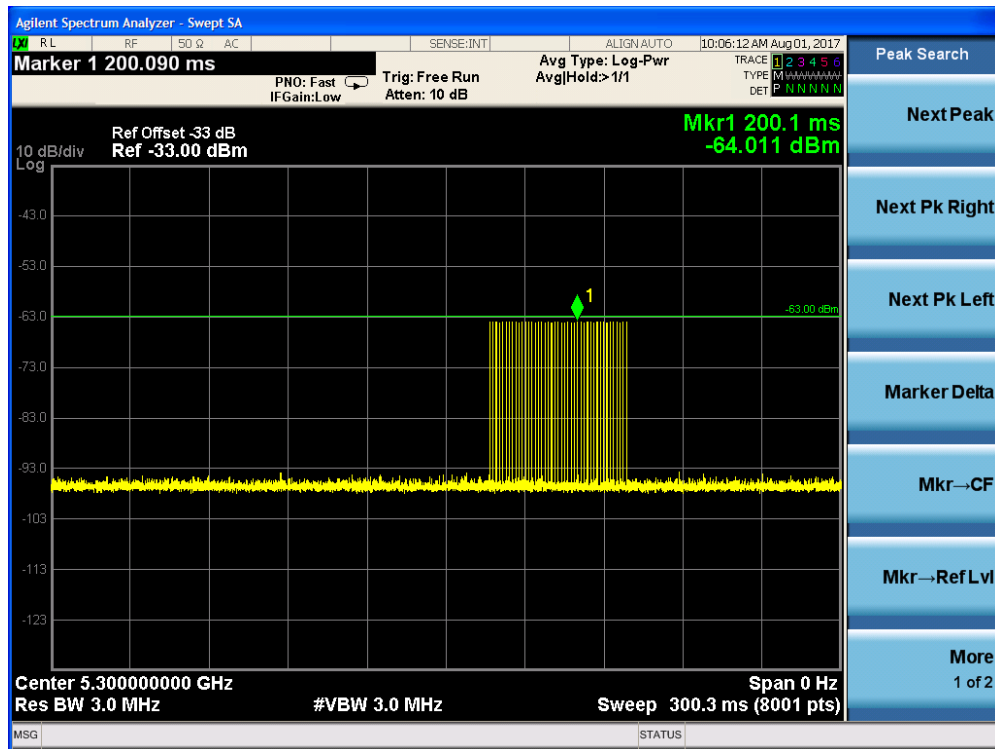 Agilent Spectrum Analyzer - Swept SA
LXI RL RF 50 Ω AC SENSE:INT ALIGN AUTO 10:06:12 AM Aug 01, 2017
Marker 1 200.090 ms
PNO: Fast
IFGain:Low
Trig: Free Run
Atten: 10 dB
Avg Type: Log-Pwr
Avg|Hold:>1/1
TRACE 1 2 3 4 5 6
TYPE MWWWWW
DET P N N N N N
Peak Search
Next Peak
Next Pk Right
Next Pk Left
Marker Delta
Mkr→CF
Mkr→Ref Lvl
More
1 of 2
Mkr1 200.1 ms
-64.011 dBm
Ref Offset -33 dB
10 dB/div Ref -33.00 dBm
Log
-43.0
-53.0
1
-63.0
-63.00 dBm
-73.0
-83.0
-93.0
-103
-113
-123
Center 5.300000000 GHz Span 0 Hz
Res BW 3.0 MHz #VBW 3.0 MHz Sweep 300.3 ms (8001 pts)
MSG STATUS